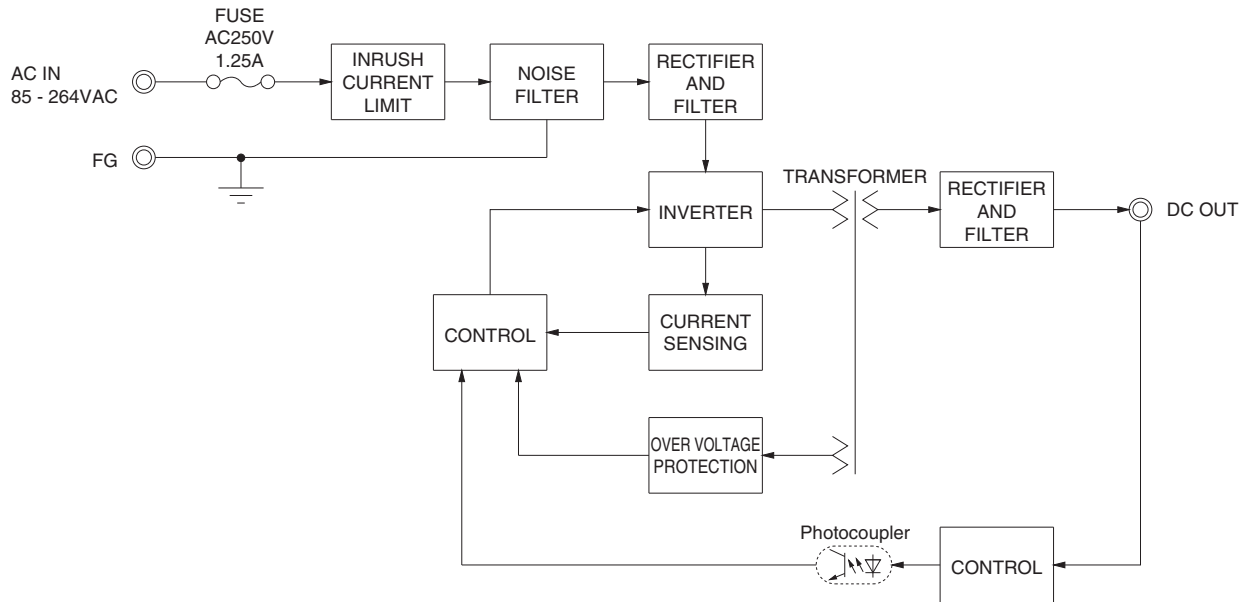 FUSE
AC250V
1.25A
AC IN
85 - 264VAC
INRUSH
CURRENT
LIMIT
NOISE
FILTER
RECTIFIER
AND
FILTER
FG
TRANSFORMER
INVERTER
RECTIFIER
AND
FILTER
DC OUT
CONTROL
CURRENT
SENSING
OVER VOLTAGE
PROTECTION
Photocoupler
CONTROL